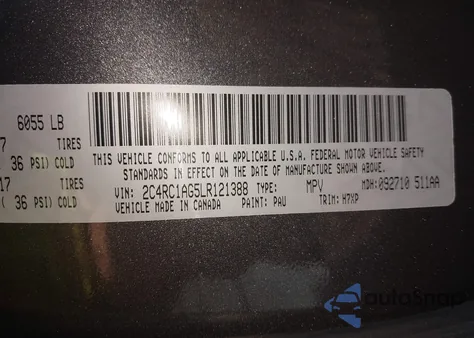 6055 LB
7 TIRES
36 PSI) COLD
17 TIRES
( 36 PSI) COLD
THIS VEHICLE CONFORMS TO ALL APPLICABLE U.S.A. FEDERAL MOTOR VEHICLE SAFETY
STANDARDS IN EFFECT ON THE DATE OF MANUFACTURE SHOWN ABOVE.
VIN: 2C4RC1AG5LR121388 TYPE: MPV MDH: 092710 511AA
VEHICLE MADE IN CANADA PAINT: PAU TRIM: H7XP
autoSnap